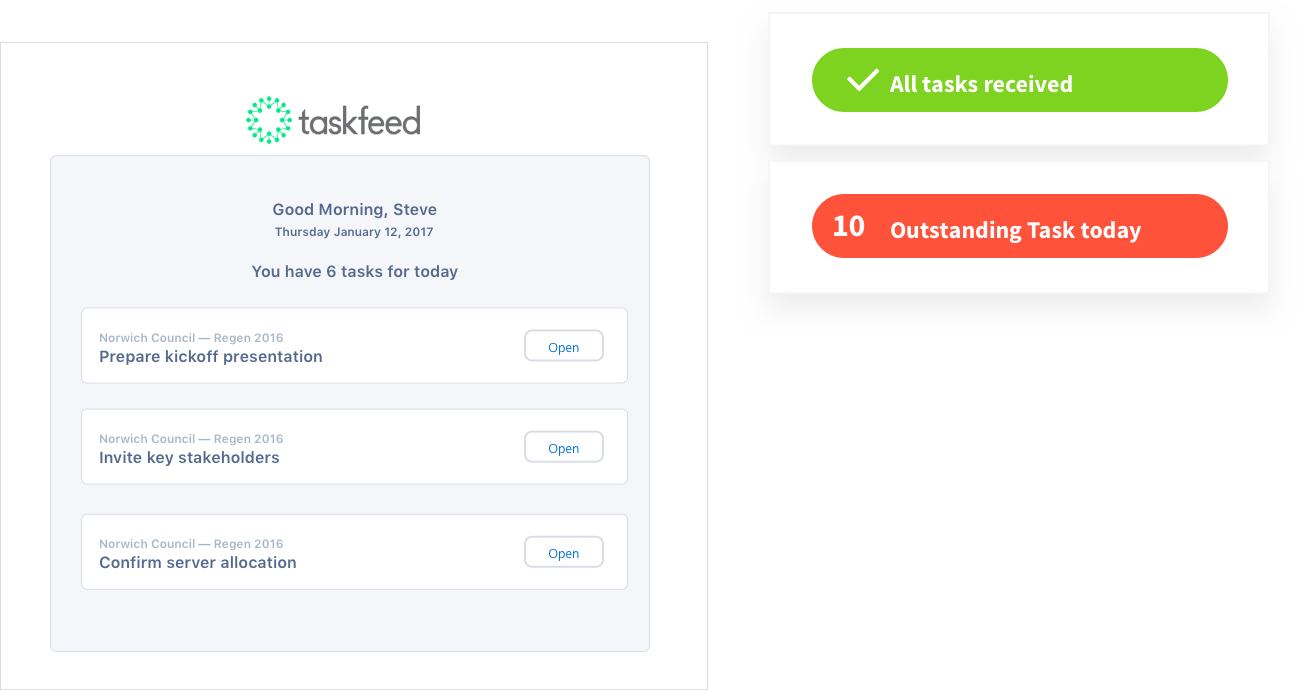 taskfeed
Good Morning, Steve
Thursday January 12, 2017
You have 6 tasks for today
Norwich Council — Regen 2016
Prepare kickoff presentation
Open
Norwich Council — Regen 2016
Invite key stakeholders
Open
Norwich Council — Regen 2016
Confirm server allocation
Open
All tasks received
10 Outstanding Task today